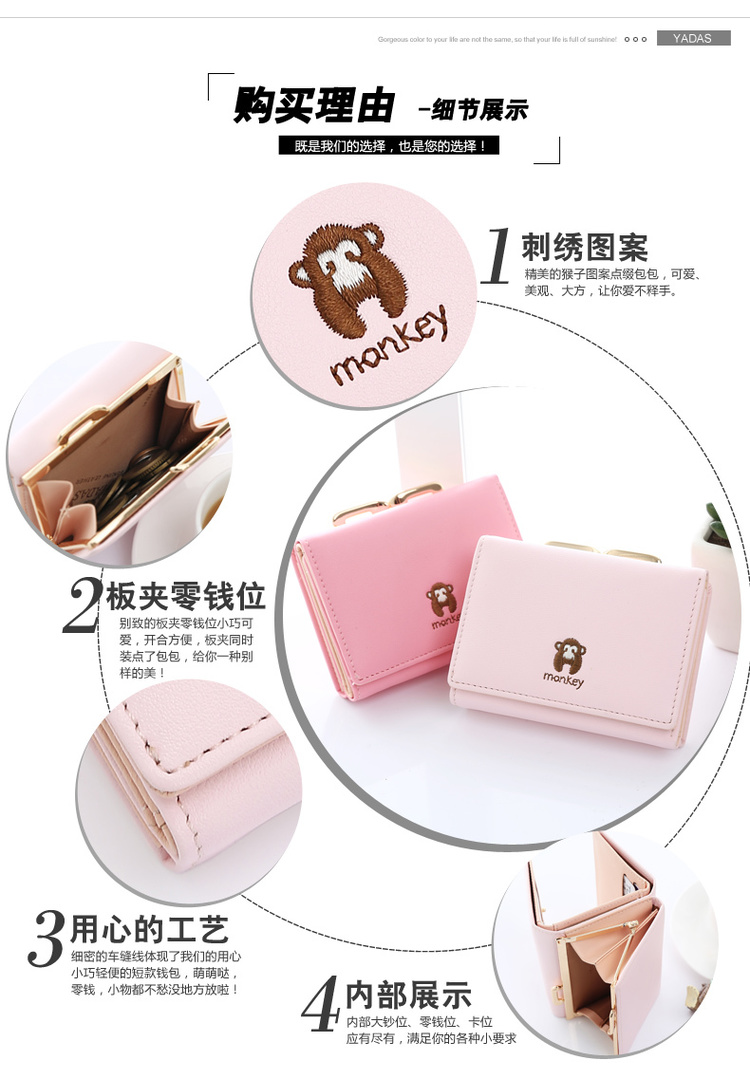 Gorgeous color to your life are not the same, so that your life is full of sunshine!
YADAS
购买理由 -细节展示
既是我们的选择，也是您的选择！
monkey
1 刺绣图案
精美的猴子图案点缀包包，可爱、
美观、大方，让你爱不释手。
monkey
monkey
2 板夹零钱位
别致的板夹零钱位小巧可
爱，开合方便，板夹同时
装点了包包，给你一种别
样的美！
3 用心的工艺
细密的车缝线体现了我们的用心
小巧轻便的短款钱包，萌萌哒，
零钱，小物都不愁没地方放啦！
4 内部展示
内部大钞位、零钱位、卡位
应有尽有，满足你的各种小要求